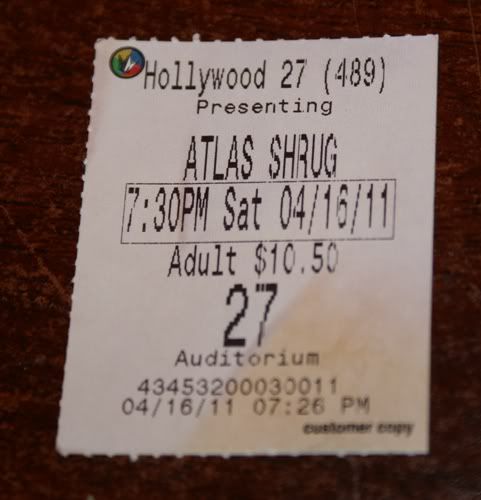 Hollywood 27 (489)
Presenting
ATLAS SHRUG
7:30PM Sat 04/16/11
Adult $10.50
27
Auditorium
43453200030011
04/16/11 07:26 PM
customer copy